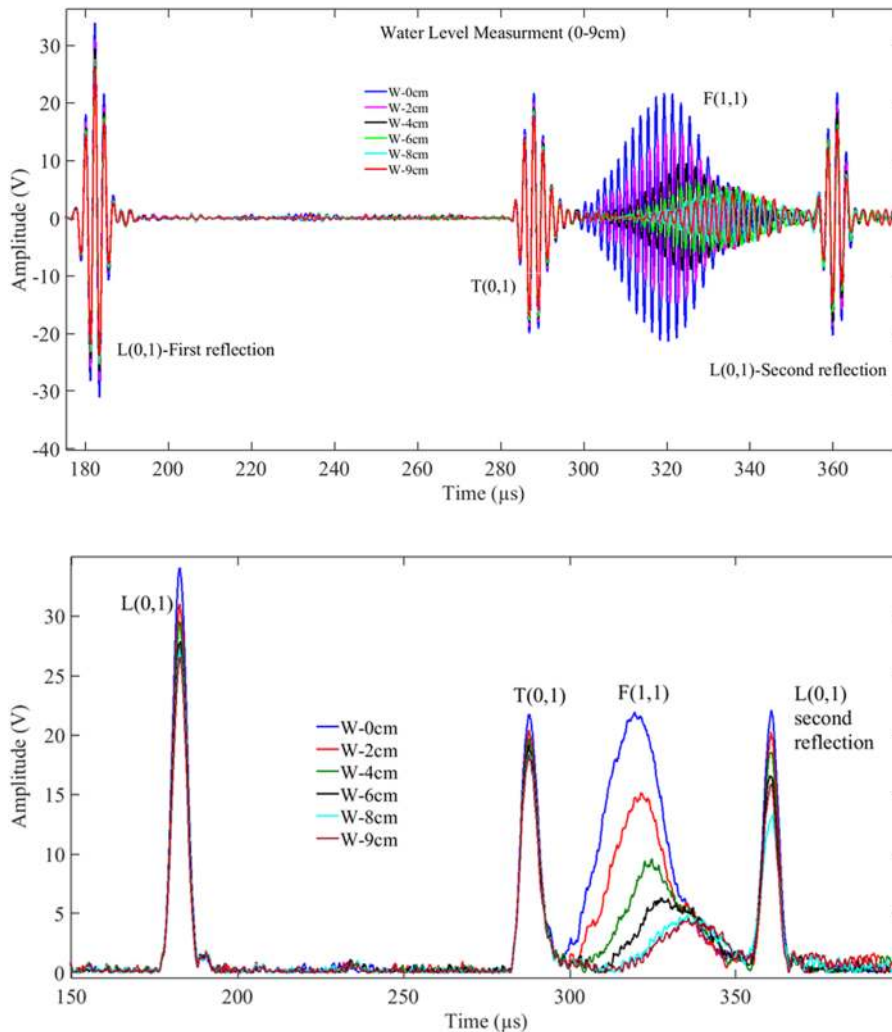 Water Level Measurment (0-9cm)
30
20
10
0
-10
-20
-30
-40
Amplitude (V)
W-0cm
W-2cm
W-4cm
W-6cm
W-8cm
W-9cm
F(1,1)
T(0,1)
L(0,1)-First reflection
L(0,1)-Second reflection
180 200 220 240 260 280 300 320 340 360
Time (µs)
30
25
20
15
10
5
0
Amplitude (V)
L(0,1)
T(0,1)
F(1,1)
L(0,1)
second
reflection
W-0cm
W-2cm
W-4cm
W-6cm
W-8cm
W-9cm
150 200 250 300 350
Time (µs)